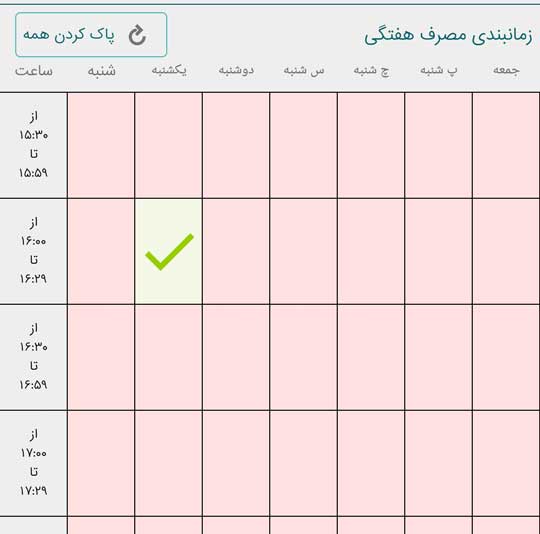 زمانبندی مصرف هفتگی
پاک کردن همه
ساعت شنبه یکشنبه دوشنبه س شنبه چ شنبه پ شنبه جمعه
از
۱۵:۳۰
تا
۱۵:۵۹
از
۱۶:۰۰
تا
۱۶:۲۹
از
۱۶:۳۰
تا
۱۶:۵۹
از
۱۷:۰۰
تا
۱۷:۲۹